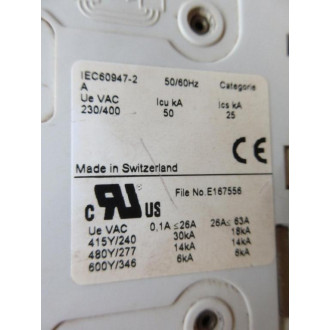 IEC60947-2 50/60Hz Categorie
A
Ue VAC Icu kA Ics kA
230/400 50 25
CE
Made in Switzerland
c RU US File No.E167556
Ue VAC 0,1A ≤26A 26A≤ 63A
415Y/240 30kA 18kA
480Y/277 14kA 14kA
600Y/346 6kA 6kA